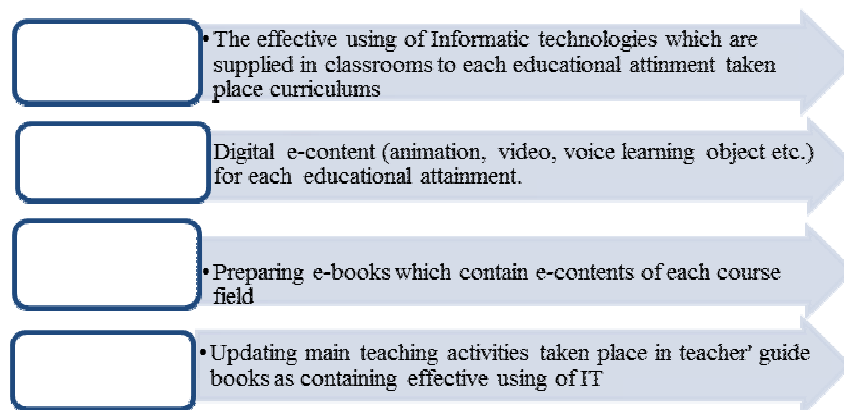 • The effective using of Informatic technologies which are
supplied in classrooms to each educational attinment taken
place curriculums
Digital e-content (animation, video, voice learning object etc.)
for each educational attainment.
• Preparing e-books which contain e-contents of each course
field
• Updating main teaching activities taken place in teacher' guide
books as containing effective using of IT